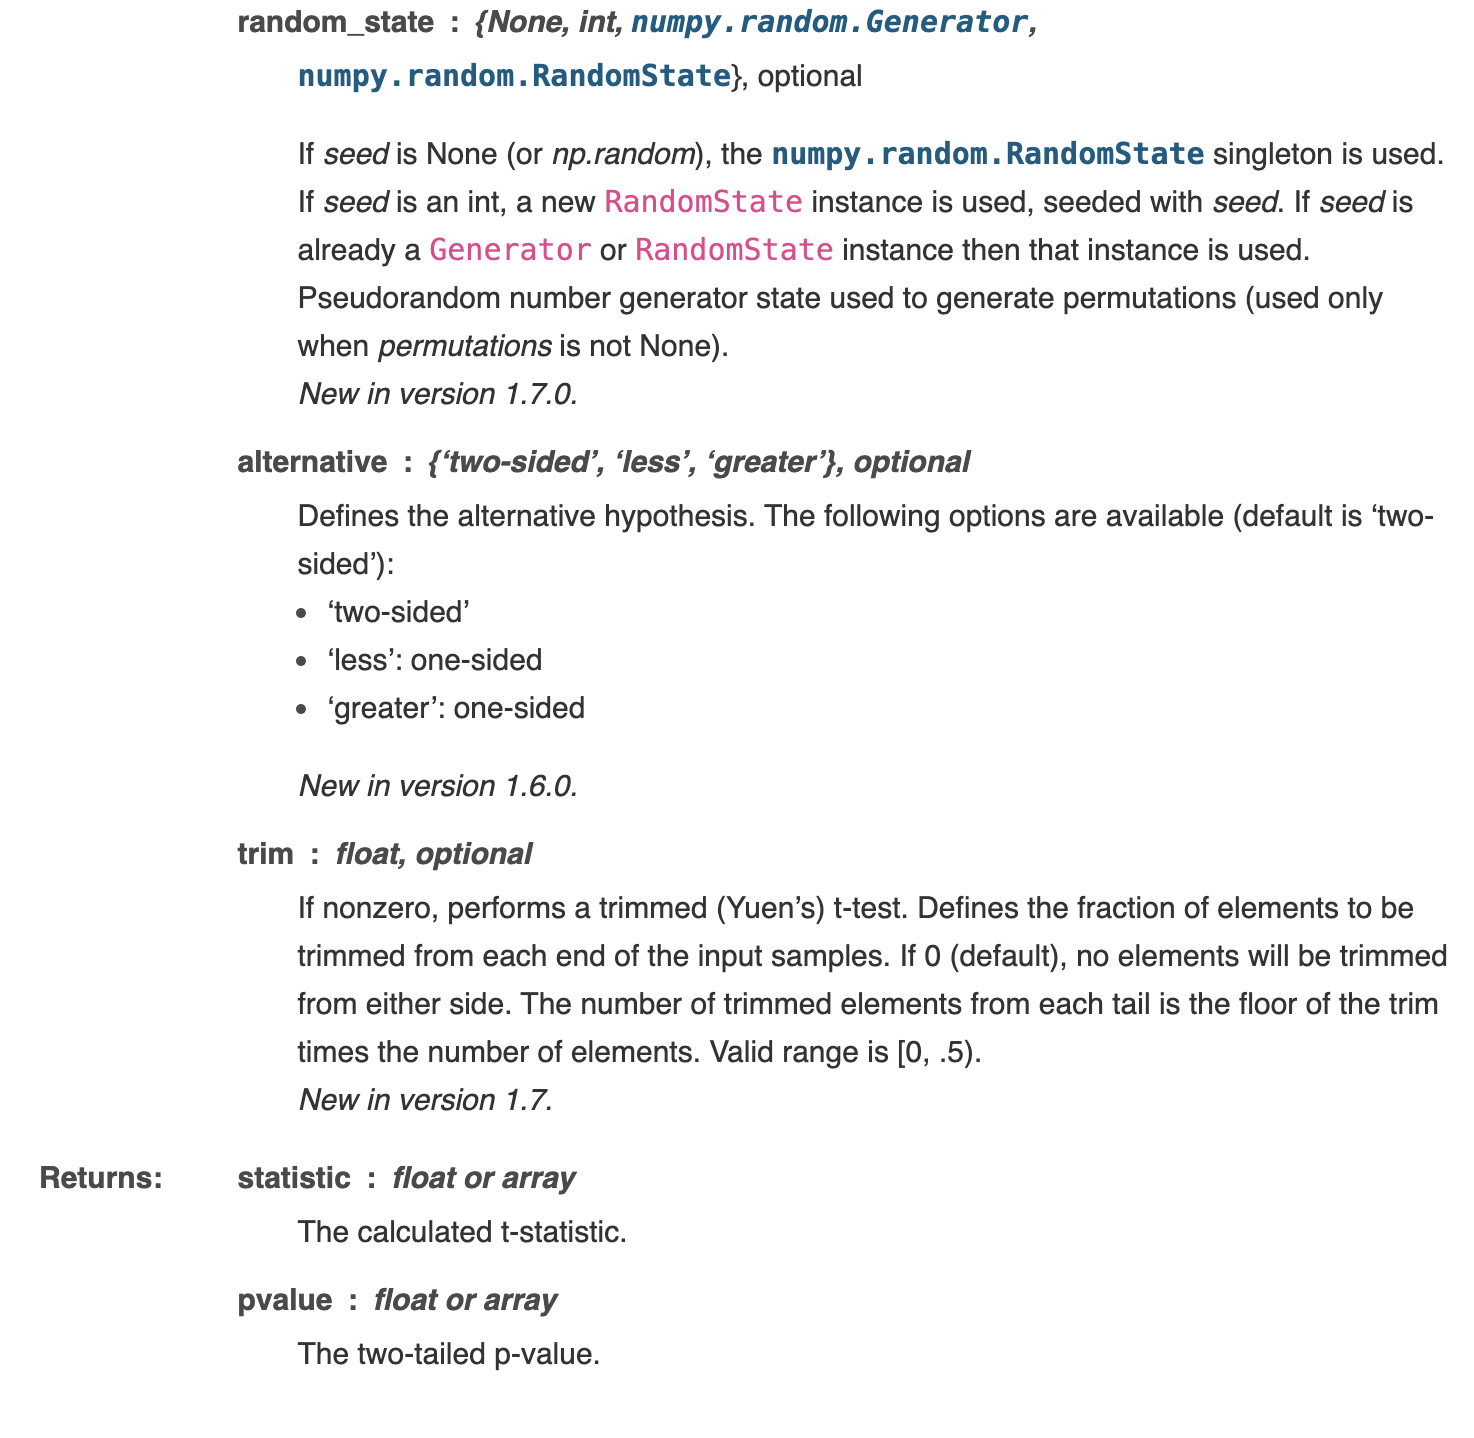 random_state : {None, int, numpy.random.Generator,
numpy.random.RandomState}, optional
If seed is None (or np.random), the numpy.random.RandomState singleton is used.
If seed is an int, a new RandomState instance is used, seeded with seed. If seed is
already a Generator or RandomState instance then that instance is used.
Pseudorandom number generator state used to generate permutations (used only
when permutations is not None).
New in version 1.7.0.
alternative : {‘two-sided’, ‘less’, ‘greater’}, optional
Defines the alternative hypothesis. The following options are available (default is ‘two-
sided’):
• ‘two-sided’
• ‘less’: one-sided
• ‘greater’: one-sided
New in version 1.6.0.
trim : float, optional
If nonzero, performs a trimmed (Yuen’s) t-test. Defines the fraction of elements to be
trimmed from each end of the input samples. If 0 (default), no elements will be trimmed
from either side. The number of trimmed elements from each tail is the floor of the trim
times the number of elements. Valid range is [0, .5).
New in version 1.7.
Returns: statistic : float or array
The calculated t-statistic.
pvalue : float or array
The two-tailed p-value.